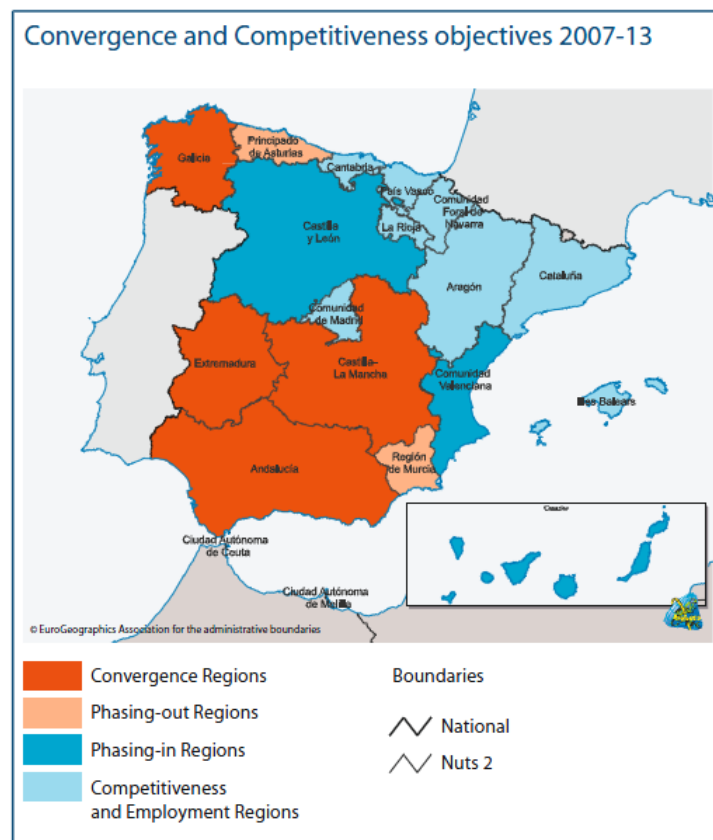 Convergence and Competitiveness objectives 2007-13
Principado
de Asturias
Galicia
Cantabria
País Vasco
Comunidad
Foral de
Navarra
La Rioja
Castilla
y León
Cataluña
Aragón
Comunidad
de Madrid
Extremadura
Castilla–
La Mancha
Comunidad
Valenciana
Illes Balears
Región
de Murcia
Andalucía
Canarias
Ciudad Autónoma
de Ceuta
Ciudad Autónoma
de Melilla
© EuroGeographics Association for the administrative boundaries
Convergence Regions
Phasing-out Regions
Phasing-in Regions
Competitiveness
and Employment Regions
Boundaries
National
Nuts 2